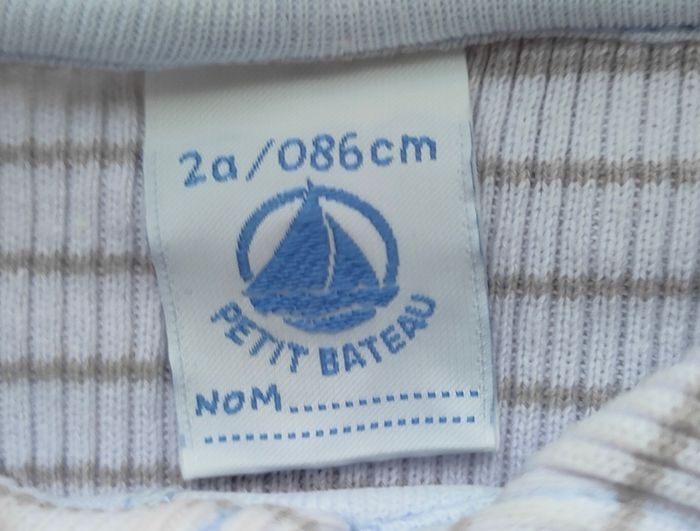 2a/086cm
PETIT BATEAU
NOM..............
........................